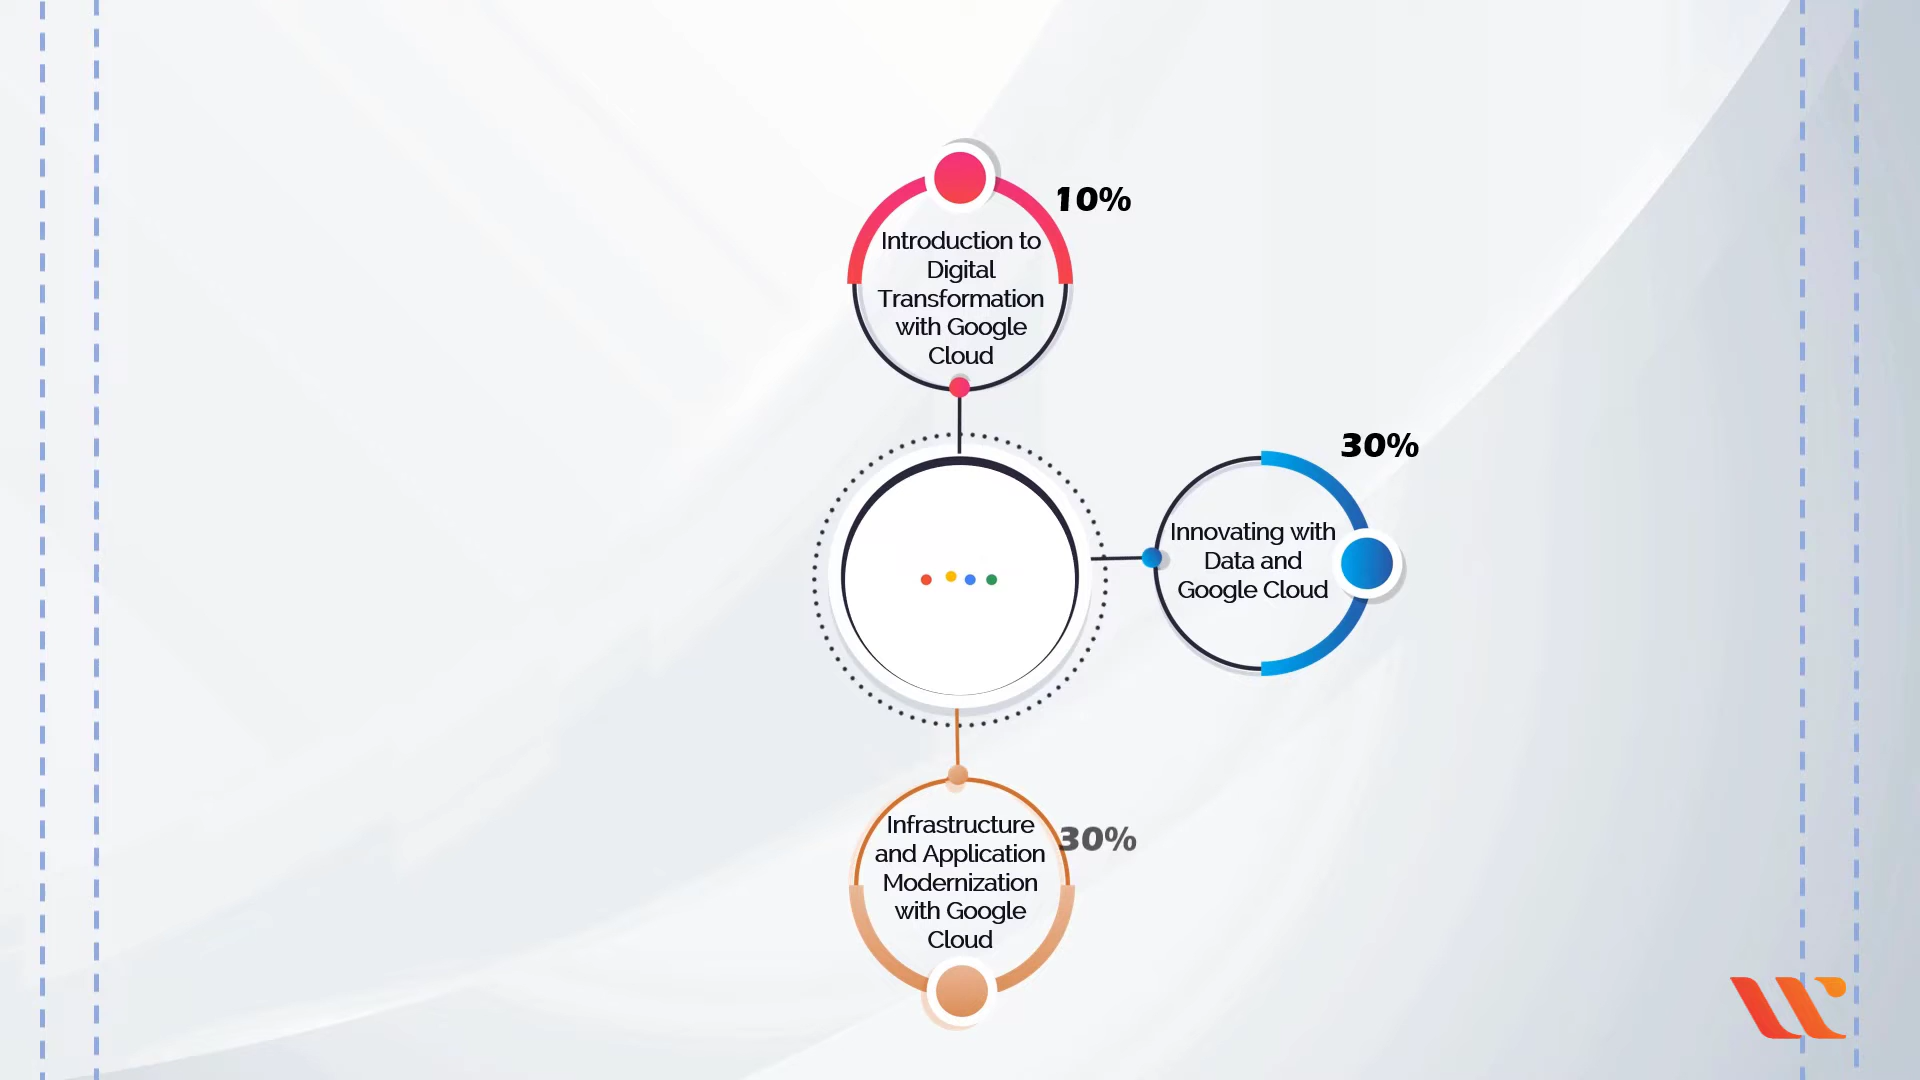 10%
Introduction to
Digital
Transformation
with Google
Cloud
30%
Innovating with
Data and
Google Cloud
Infrastructure
and Application
Modernization
with Google
Cloud
30%